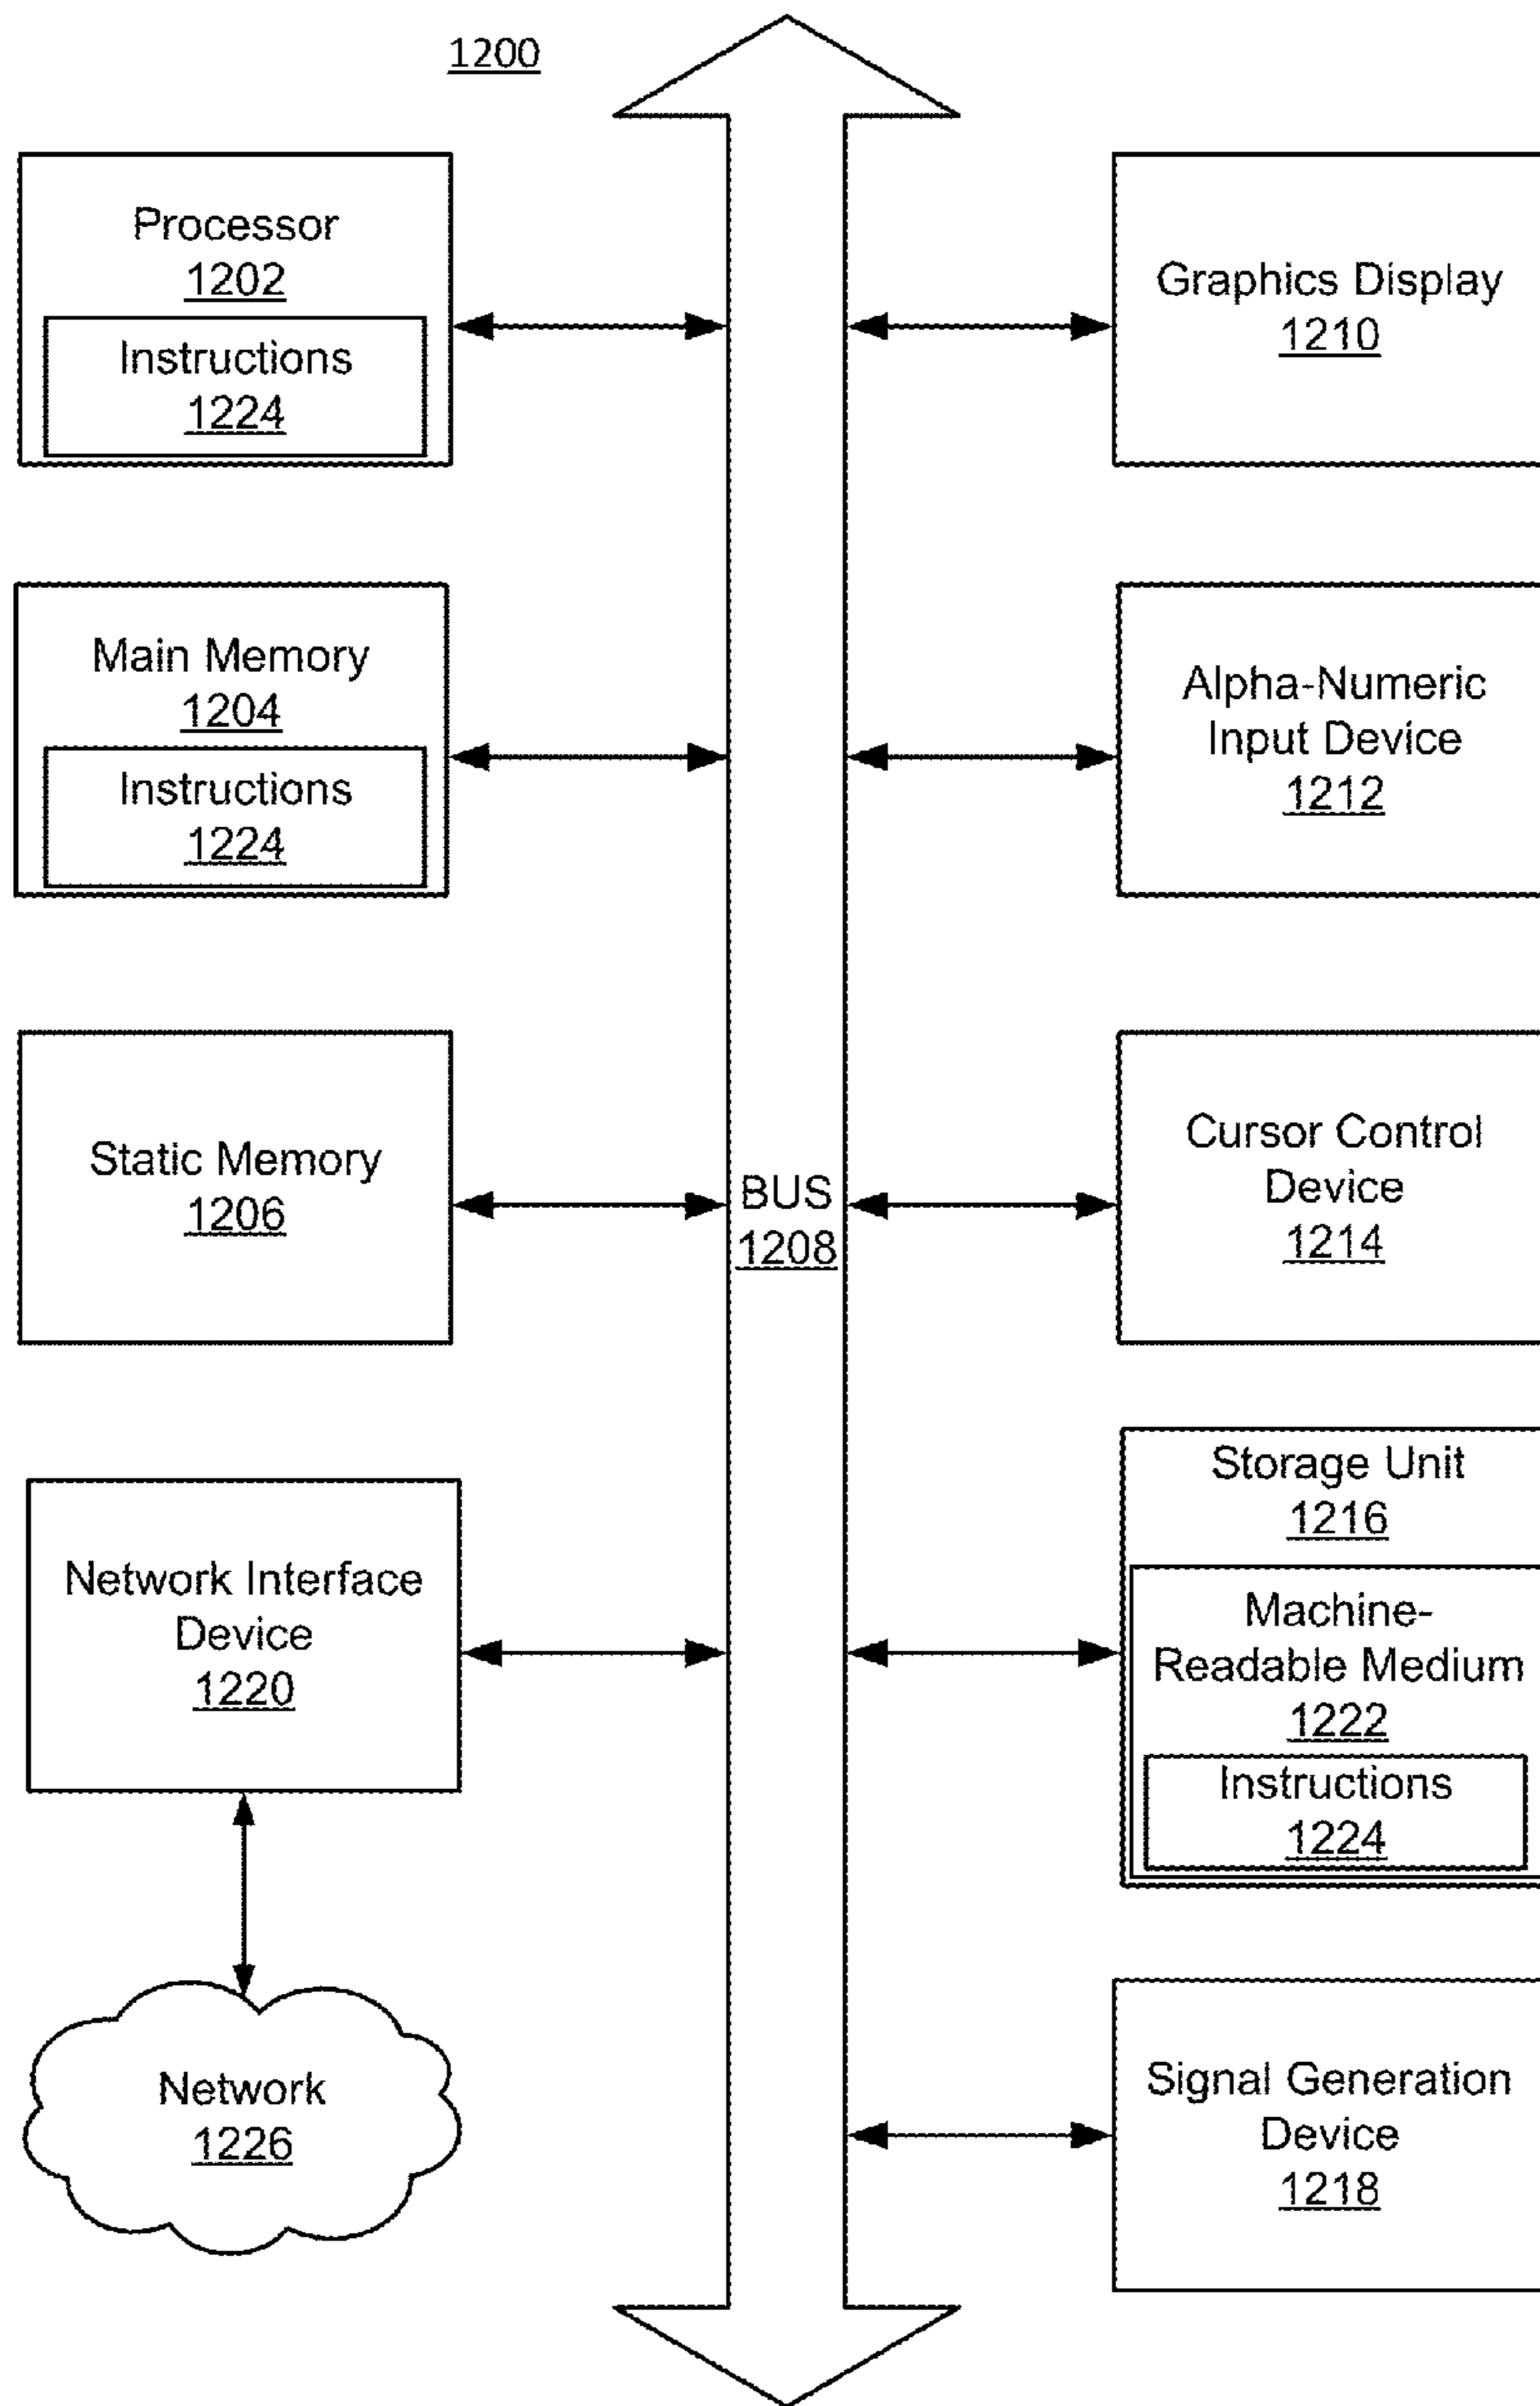 1200
Processor
1202
Instructions
1224
Main Memory
1204
Instructions
1224
Static Memory
1206
Network Interface
Device
1220
Network
1226
BUS
1208
Graphics Display
1210
Alpha-Numeric
Input Device
1212
Cursor Control
Device
1214
Storage Unit
1216
Machine-
Readable Medium
1222
Instructions
1224
Signal Generation
Device
1218